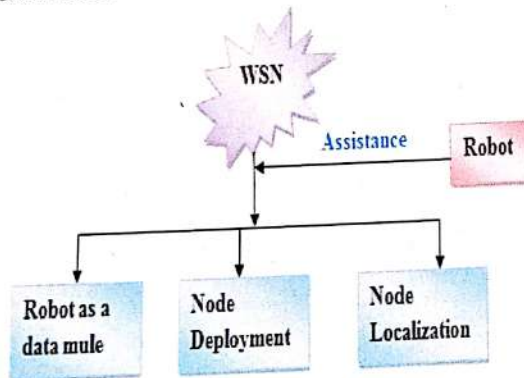 WSN
Assistance
Robot
Robot as a
data mule
Node
Deployment
Node
Localization